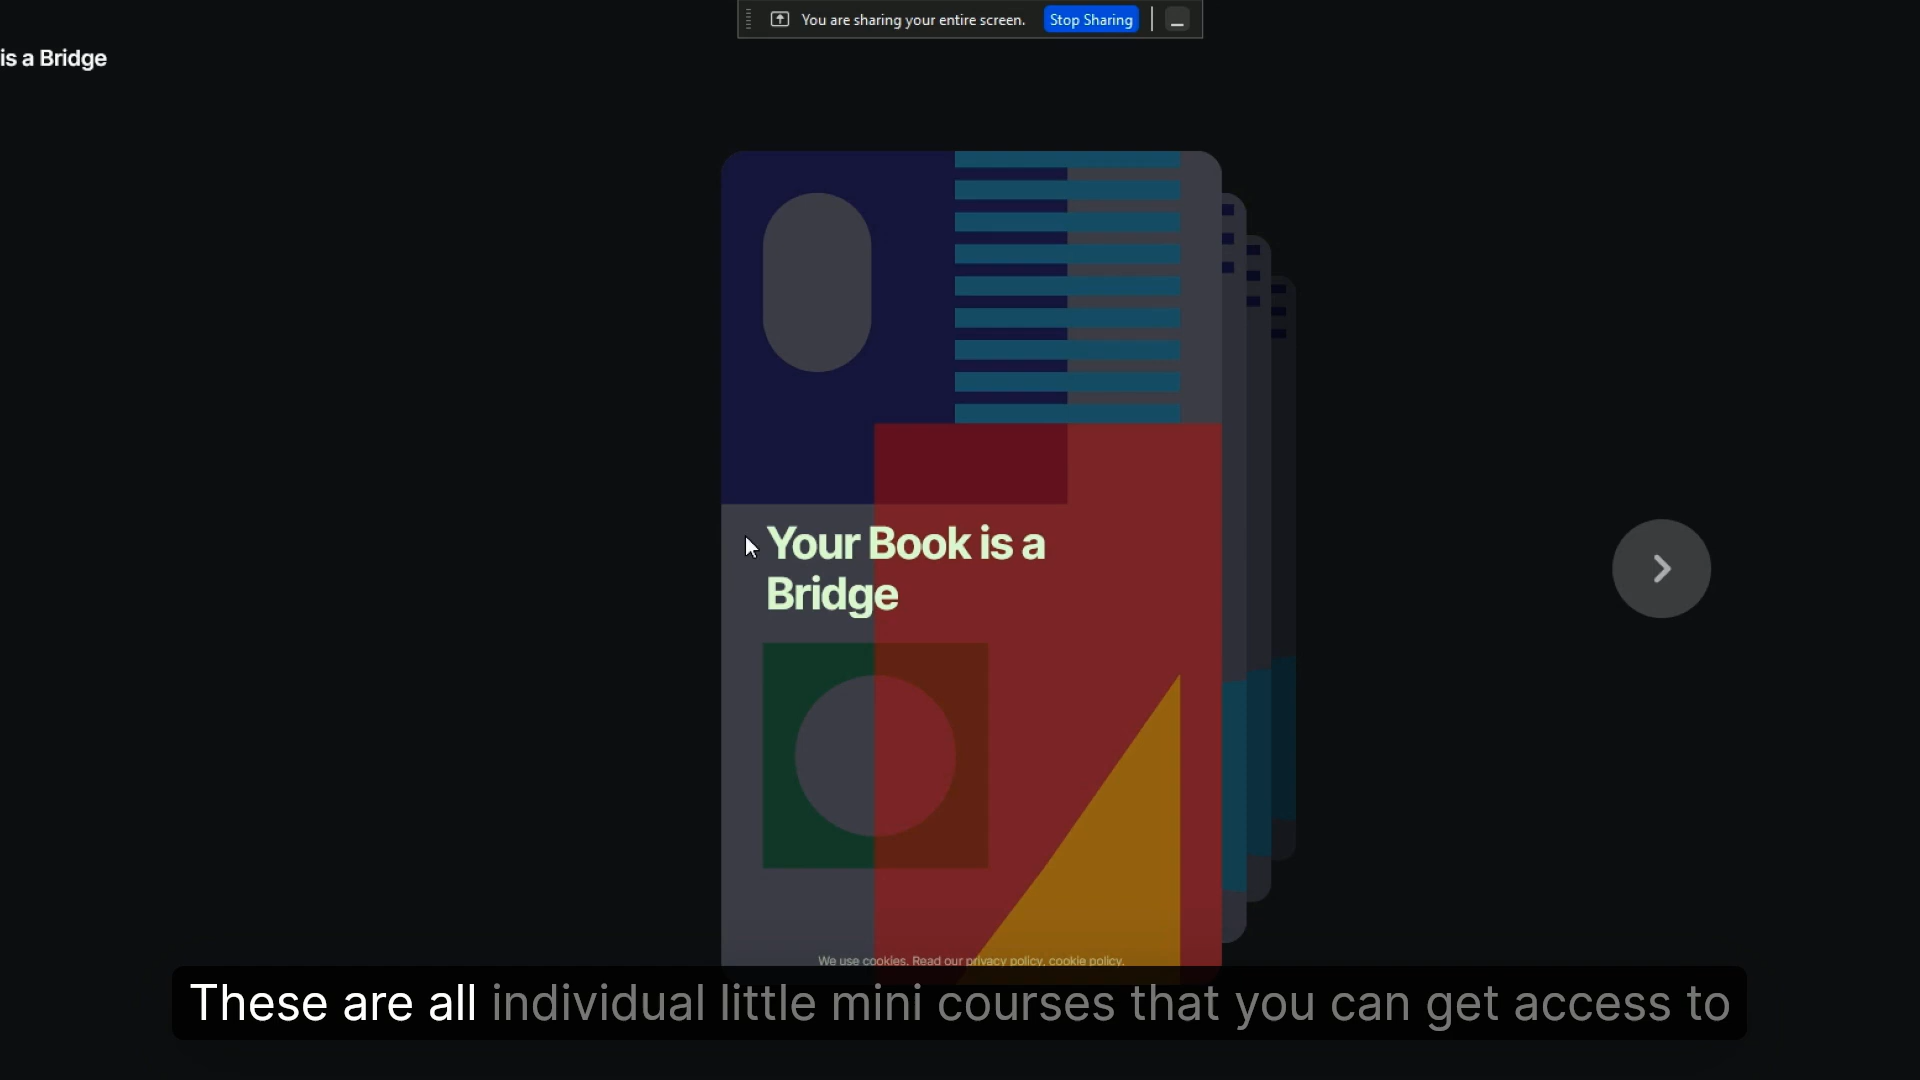 You are sharing your entire screen.
Stop Sharing
is a Bridge
Your Book is a
Bridge
We use cookies. Read our privacy policy, cookie policy.
These are all individual little mini courses that you can get access to